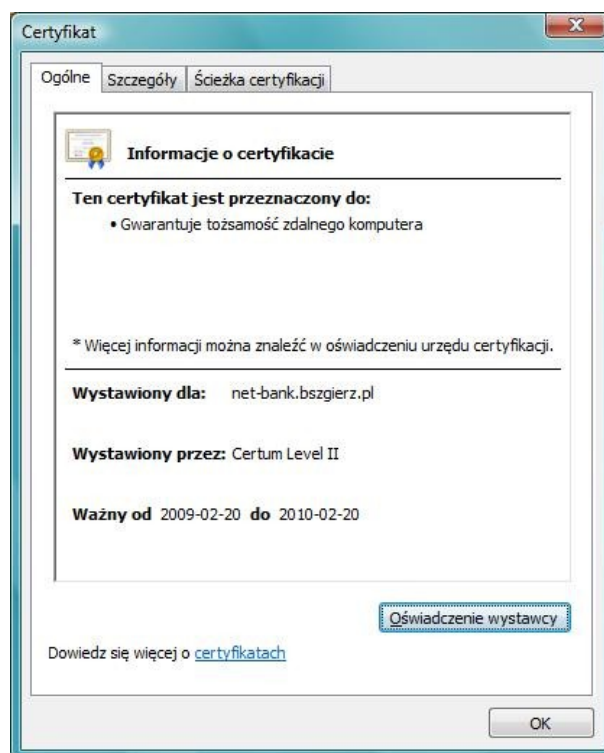 Certyfikat
Ogólne Szczegóły Ścieżka certyfikacji
Informacje o certyfikacie
Ten certyfikat jest przeznaczony do:
• Gwarantuje tożsamość zdalnego komputera
* Więcej informacji można znaleźć w oświadczeniu urzędu certyfikacji.
Wystawiony dla: net-bank.bszgierz.pl
Wystawiony przez: Certum Level II
Ważny od 2009-02-20 do 2010-02-20
Oświadczenie wystawcy
Dowiedz się więcej o certyfikatach
OK